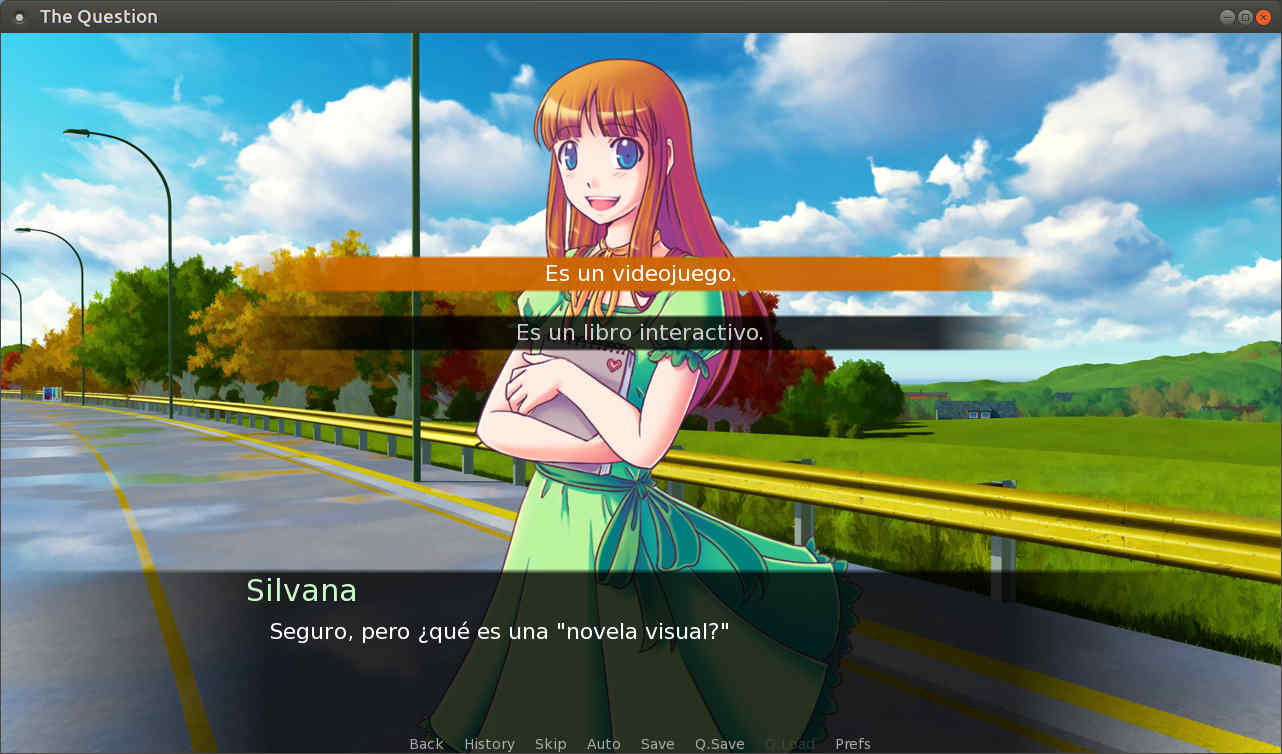 The Question
Es un videojuego.
Es un libro interactivo.
Silvana
Seguro, pero ¿qué es una "novela visual?"
Back History Skip Auto Save Q.Save Q.Load Prefs